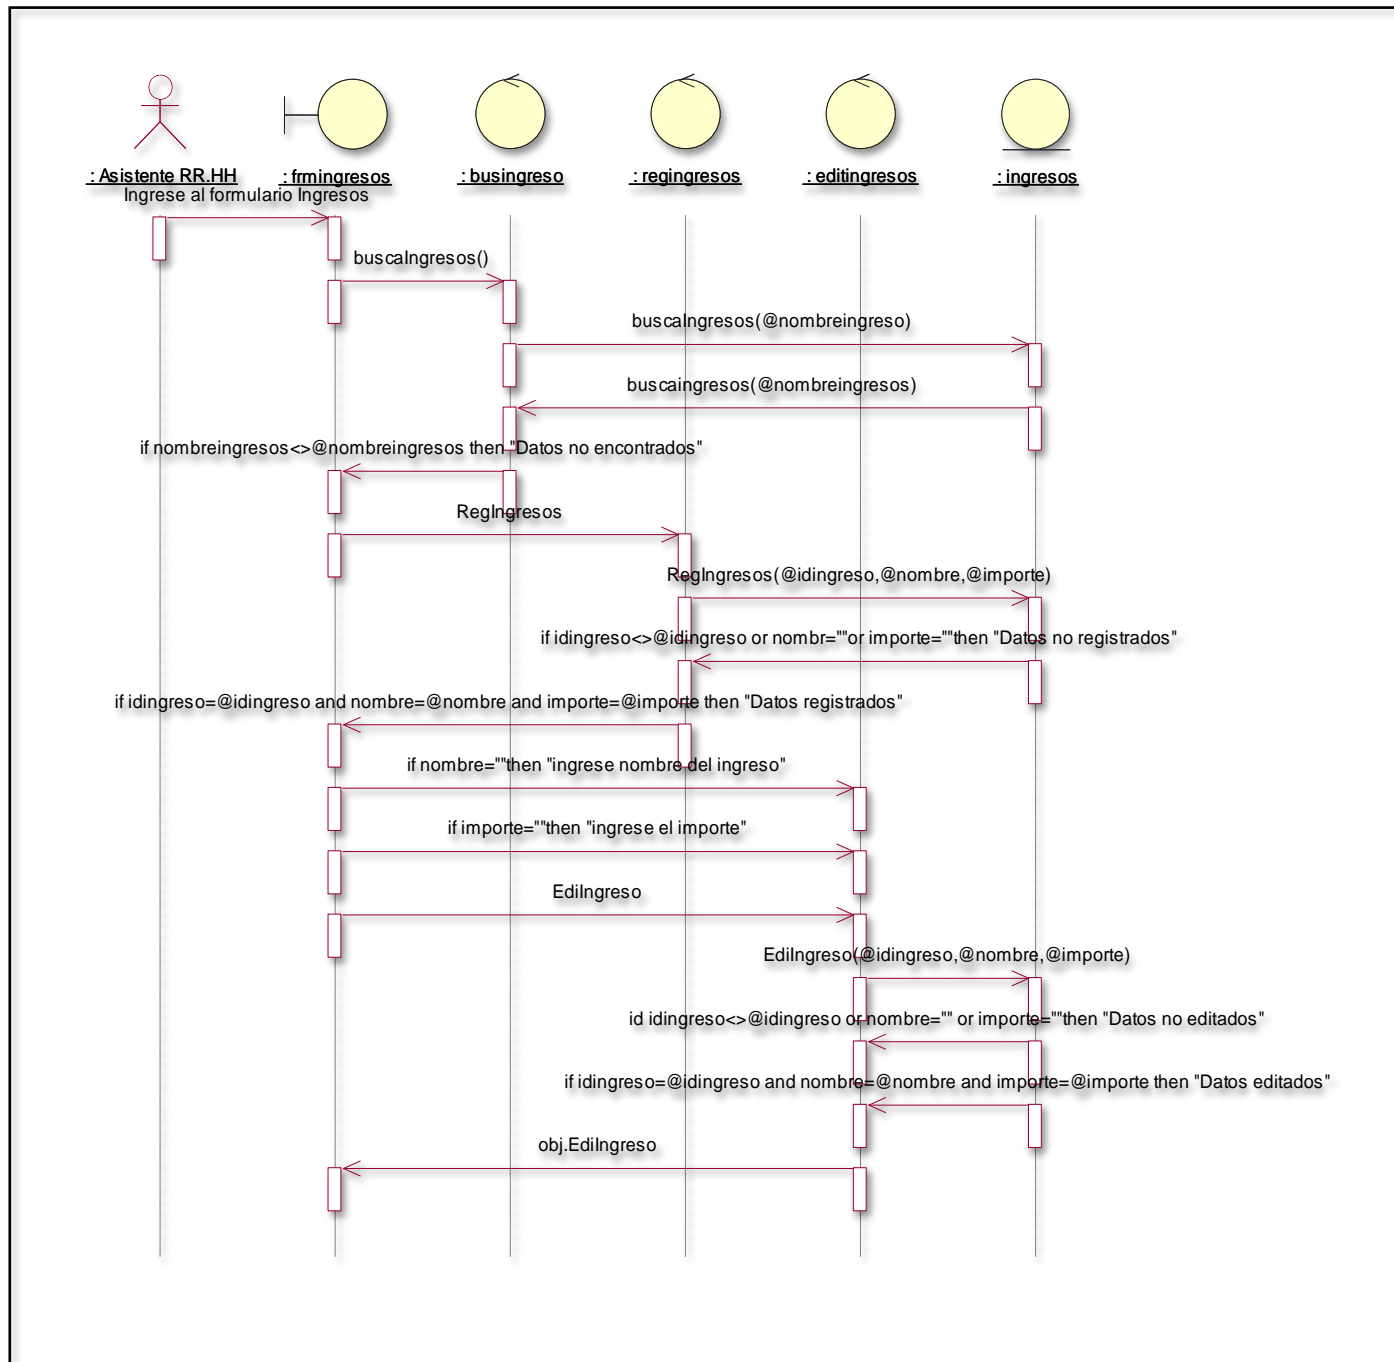 : Asistente RR.HH : frmingresos : busingreso : regingresos : editingresos : ingresos
Ingrese al formulario Ingresos
buscaIngresos()
buscaIngresos(@nombreingreso)
buscaingresos(@nombreingresos)
if nombreingresos<>@nombreingresos then "Datos no encontrados"
RegIngresos
RegIngresos(@idingreso,@nombre,@importe)
if idingreso<>@idingreso or nombr=""or importe=""then "Datos no registrados"
if idingreso=@idingreso and nombre=@nombre and importe=@importe then "Datos registrados"
if nombre=""then "ingrese nombre del ingreso"
if importe=""then "ingrese el importe"
EdiIngreso
EdiIngreso(@idingreso,@nombre,@importe)
id idingreso<>@idingreso or nombre="" or importe=""then "Datos no editados"
if idingreso=@idingreso and nombre=@nombre and importe=@importe then "Datos editados"
obj.EdiIngreso